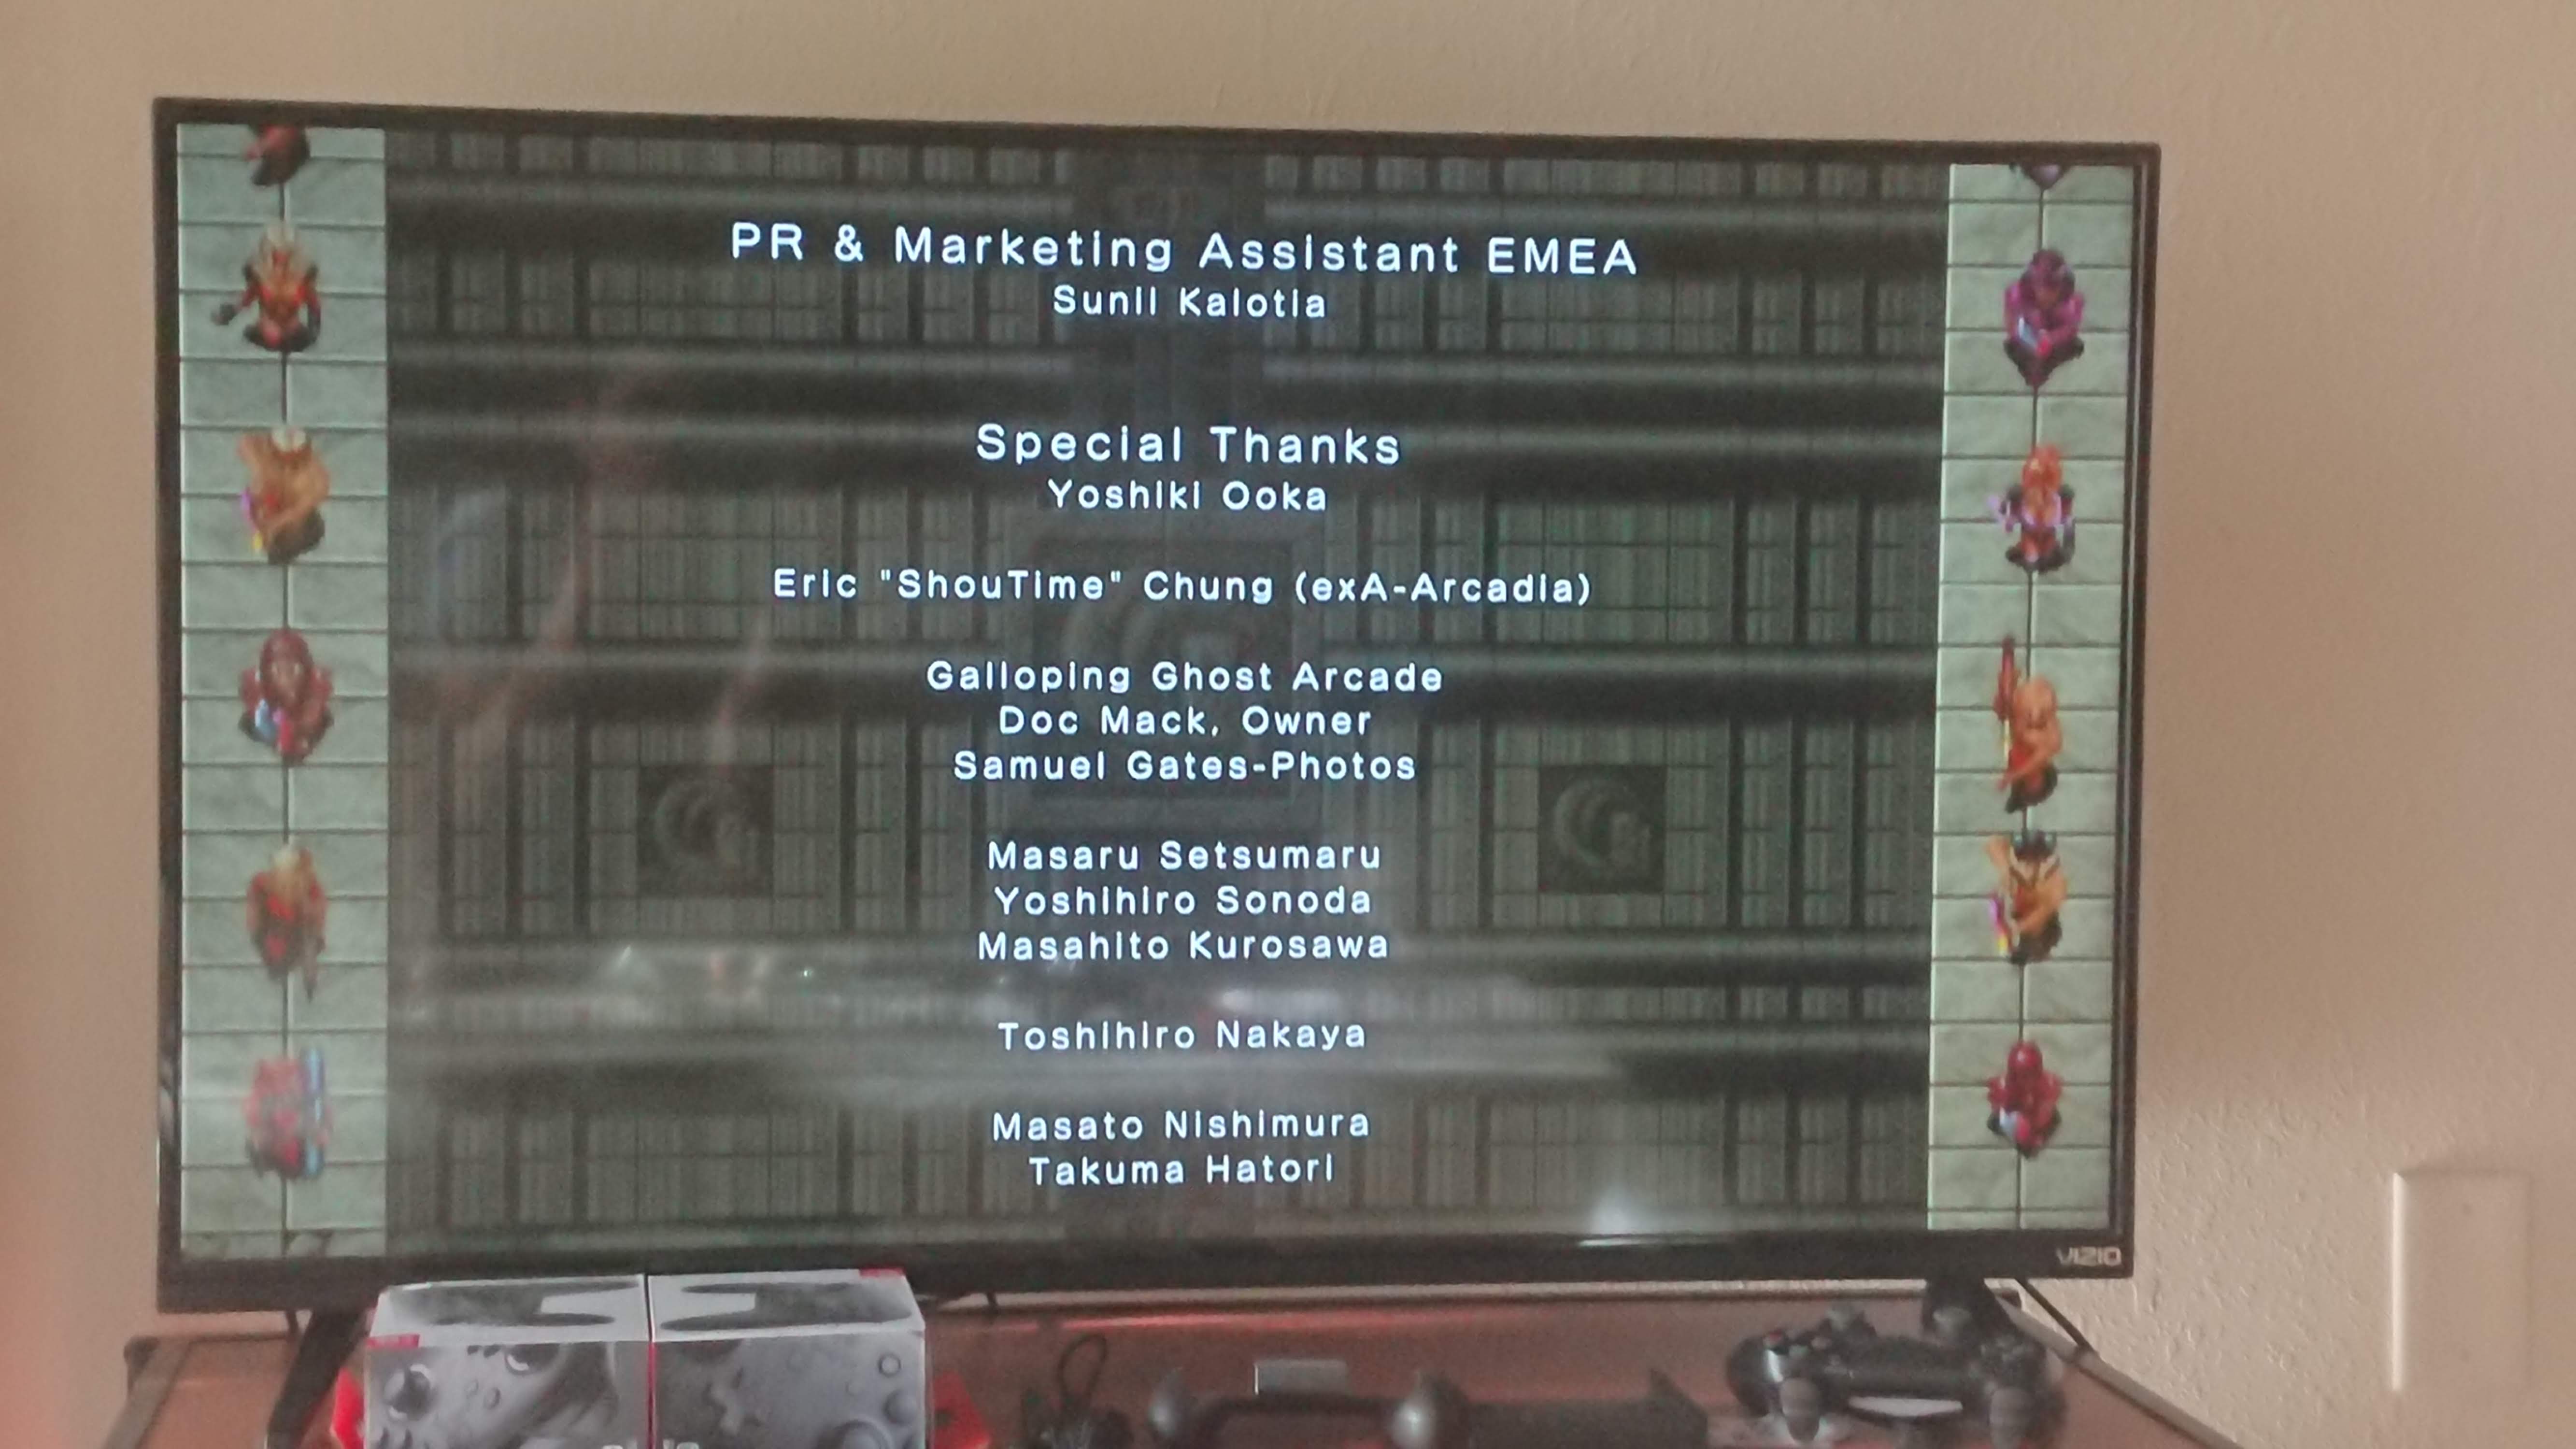 PR & Marketing Assistant EMEA
Sunil Kalotia
Special Thanks
Yoshiki Ooka
Eric "ShouTime" Chung (exA-Arcadia)
Galloping Ghost Arcade
Doc Mack, Owner
Samuel Gates-Photos
Masaru Setsumaru
Yoshihiro Sonoda
Masahito Kurosawa
Toshihiro Nakaya
Masato Nishimura
Takuma Hatori
VIZIO